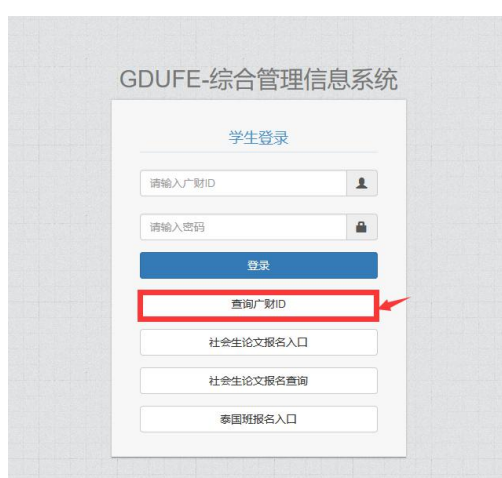 GDUFE-综合管理信息系统
学生登录
请输入广财ID
请输入密码
登录
查询广财ID
社会生论文报名入口
社会生论文报名查询
泰国班报名入口